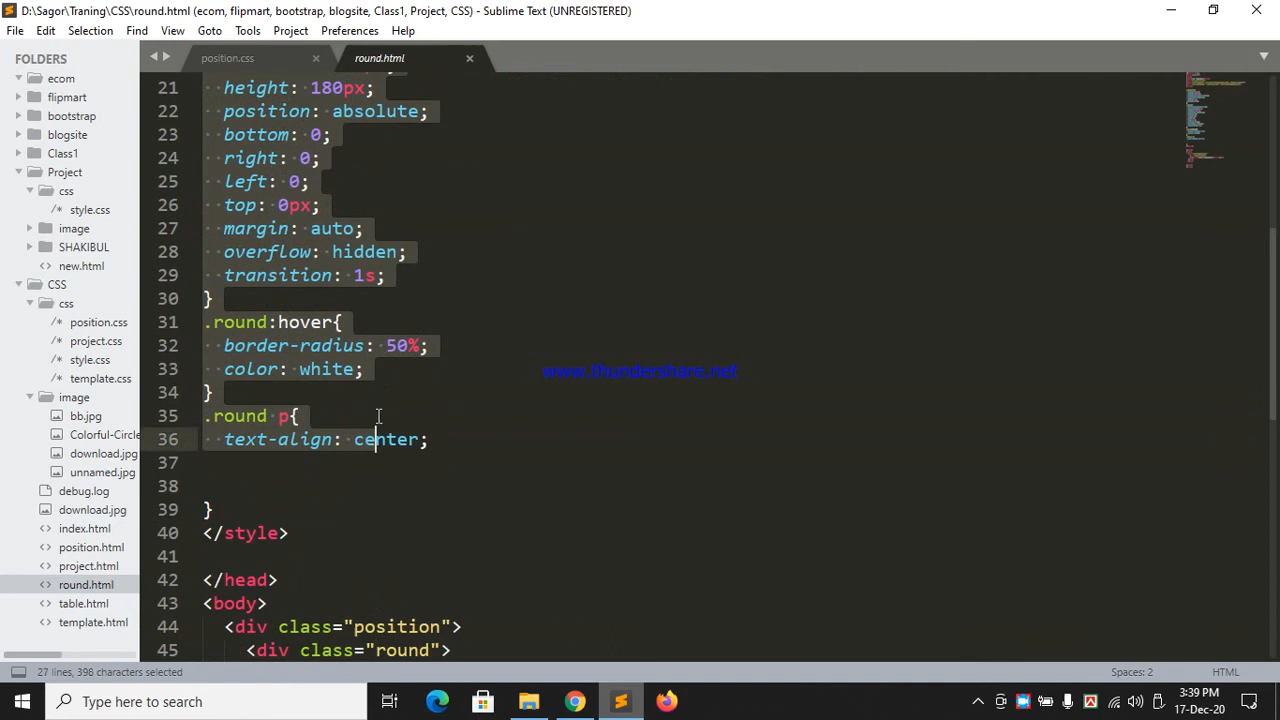 D:\Sagor\Traning\CSS\round.html (ecom, flipmart, bootstrap, blogsite, Class1, Project, CSS) - Sublime Text (UNREGISTERED)
File Edit Selection Find View Goto Tools Project Preferences Help
FOLDERS
ecom
flipmart
bootstrap
blogsite
Class1
Project
css
/* style.css
image
SHAKIBUL
<> new.html
CSS
css
/* position.css
/* project.css
/* style.css
/* template.css
image
bb.jpg
Colorful-Circle
download.jpg
unnamed.jpg
debug.log
download.jpg
<> index.html
<> position.html
<> project.html
<> round.html
<> table.html
<> template.html
position.css × round.html ×
21 height: 180px;
22 position: absolute;
23 bottom: 0;
24 right: 0;
25 left: 0;
26 top: 0px;
27 margin: auto;
28 overflow: hidden;
29 transition: 1s;
30 }
31 .round:hover{
32 border-radius: 50%;
33 color: white;
34 }
35 .round p{
36 text-align: center;
37
38
39 }
40 </style>
41
42 </head>
43 <body>
44 <div class="position">
45 <div class="round">
www.thundershare.net
27 lines, 398 characters selected Spaces: 2 HTML
Type here to search
3:39 PM
17-Dec-20